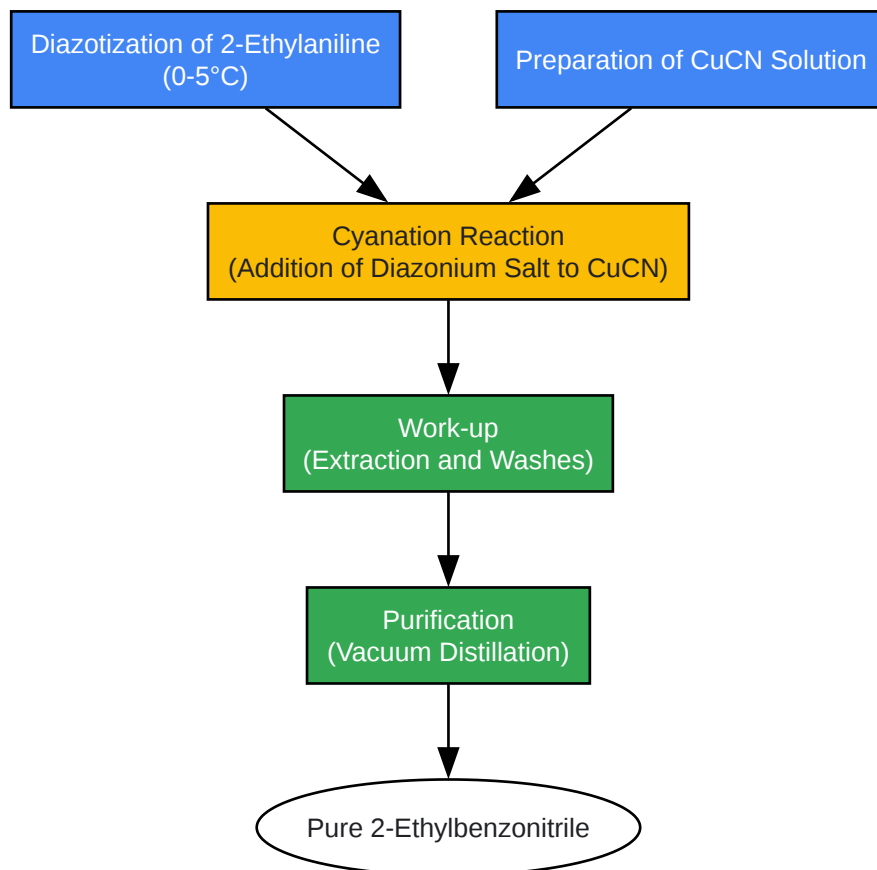 Diazotization of 2-Ethylaniline
(0-5°C)
Preparation of CuCN Solution
Cyanation Reaction
(Addition of Diazonium Salt to CuCN)
Work-up
(Extraction and Washes)
Purification
(Vacuum Distillation)
Pure 2-Ethylbenzonitrile